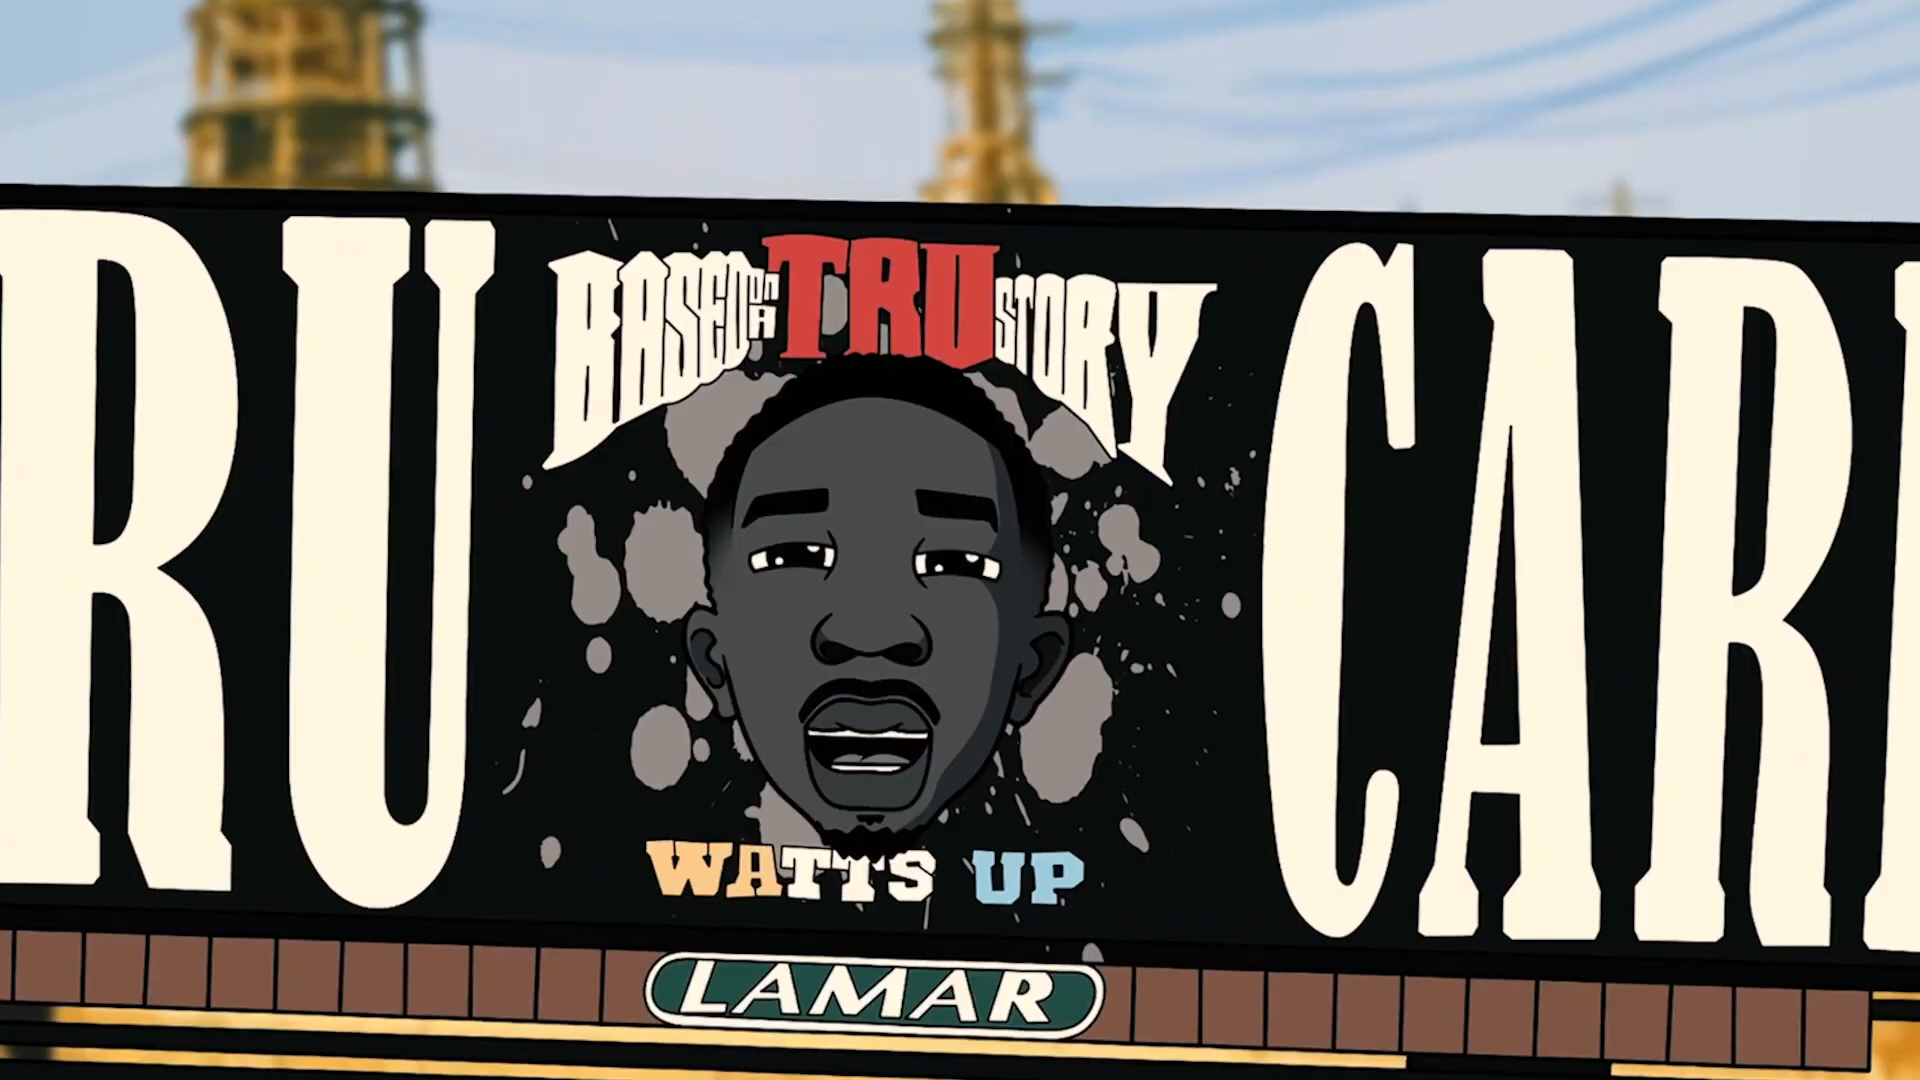 RU
BASED ON A TRU STORY
CAR
WATTS UP
LAMAR